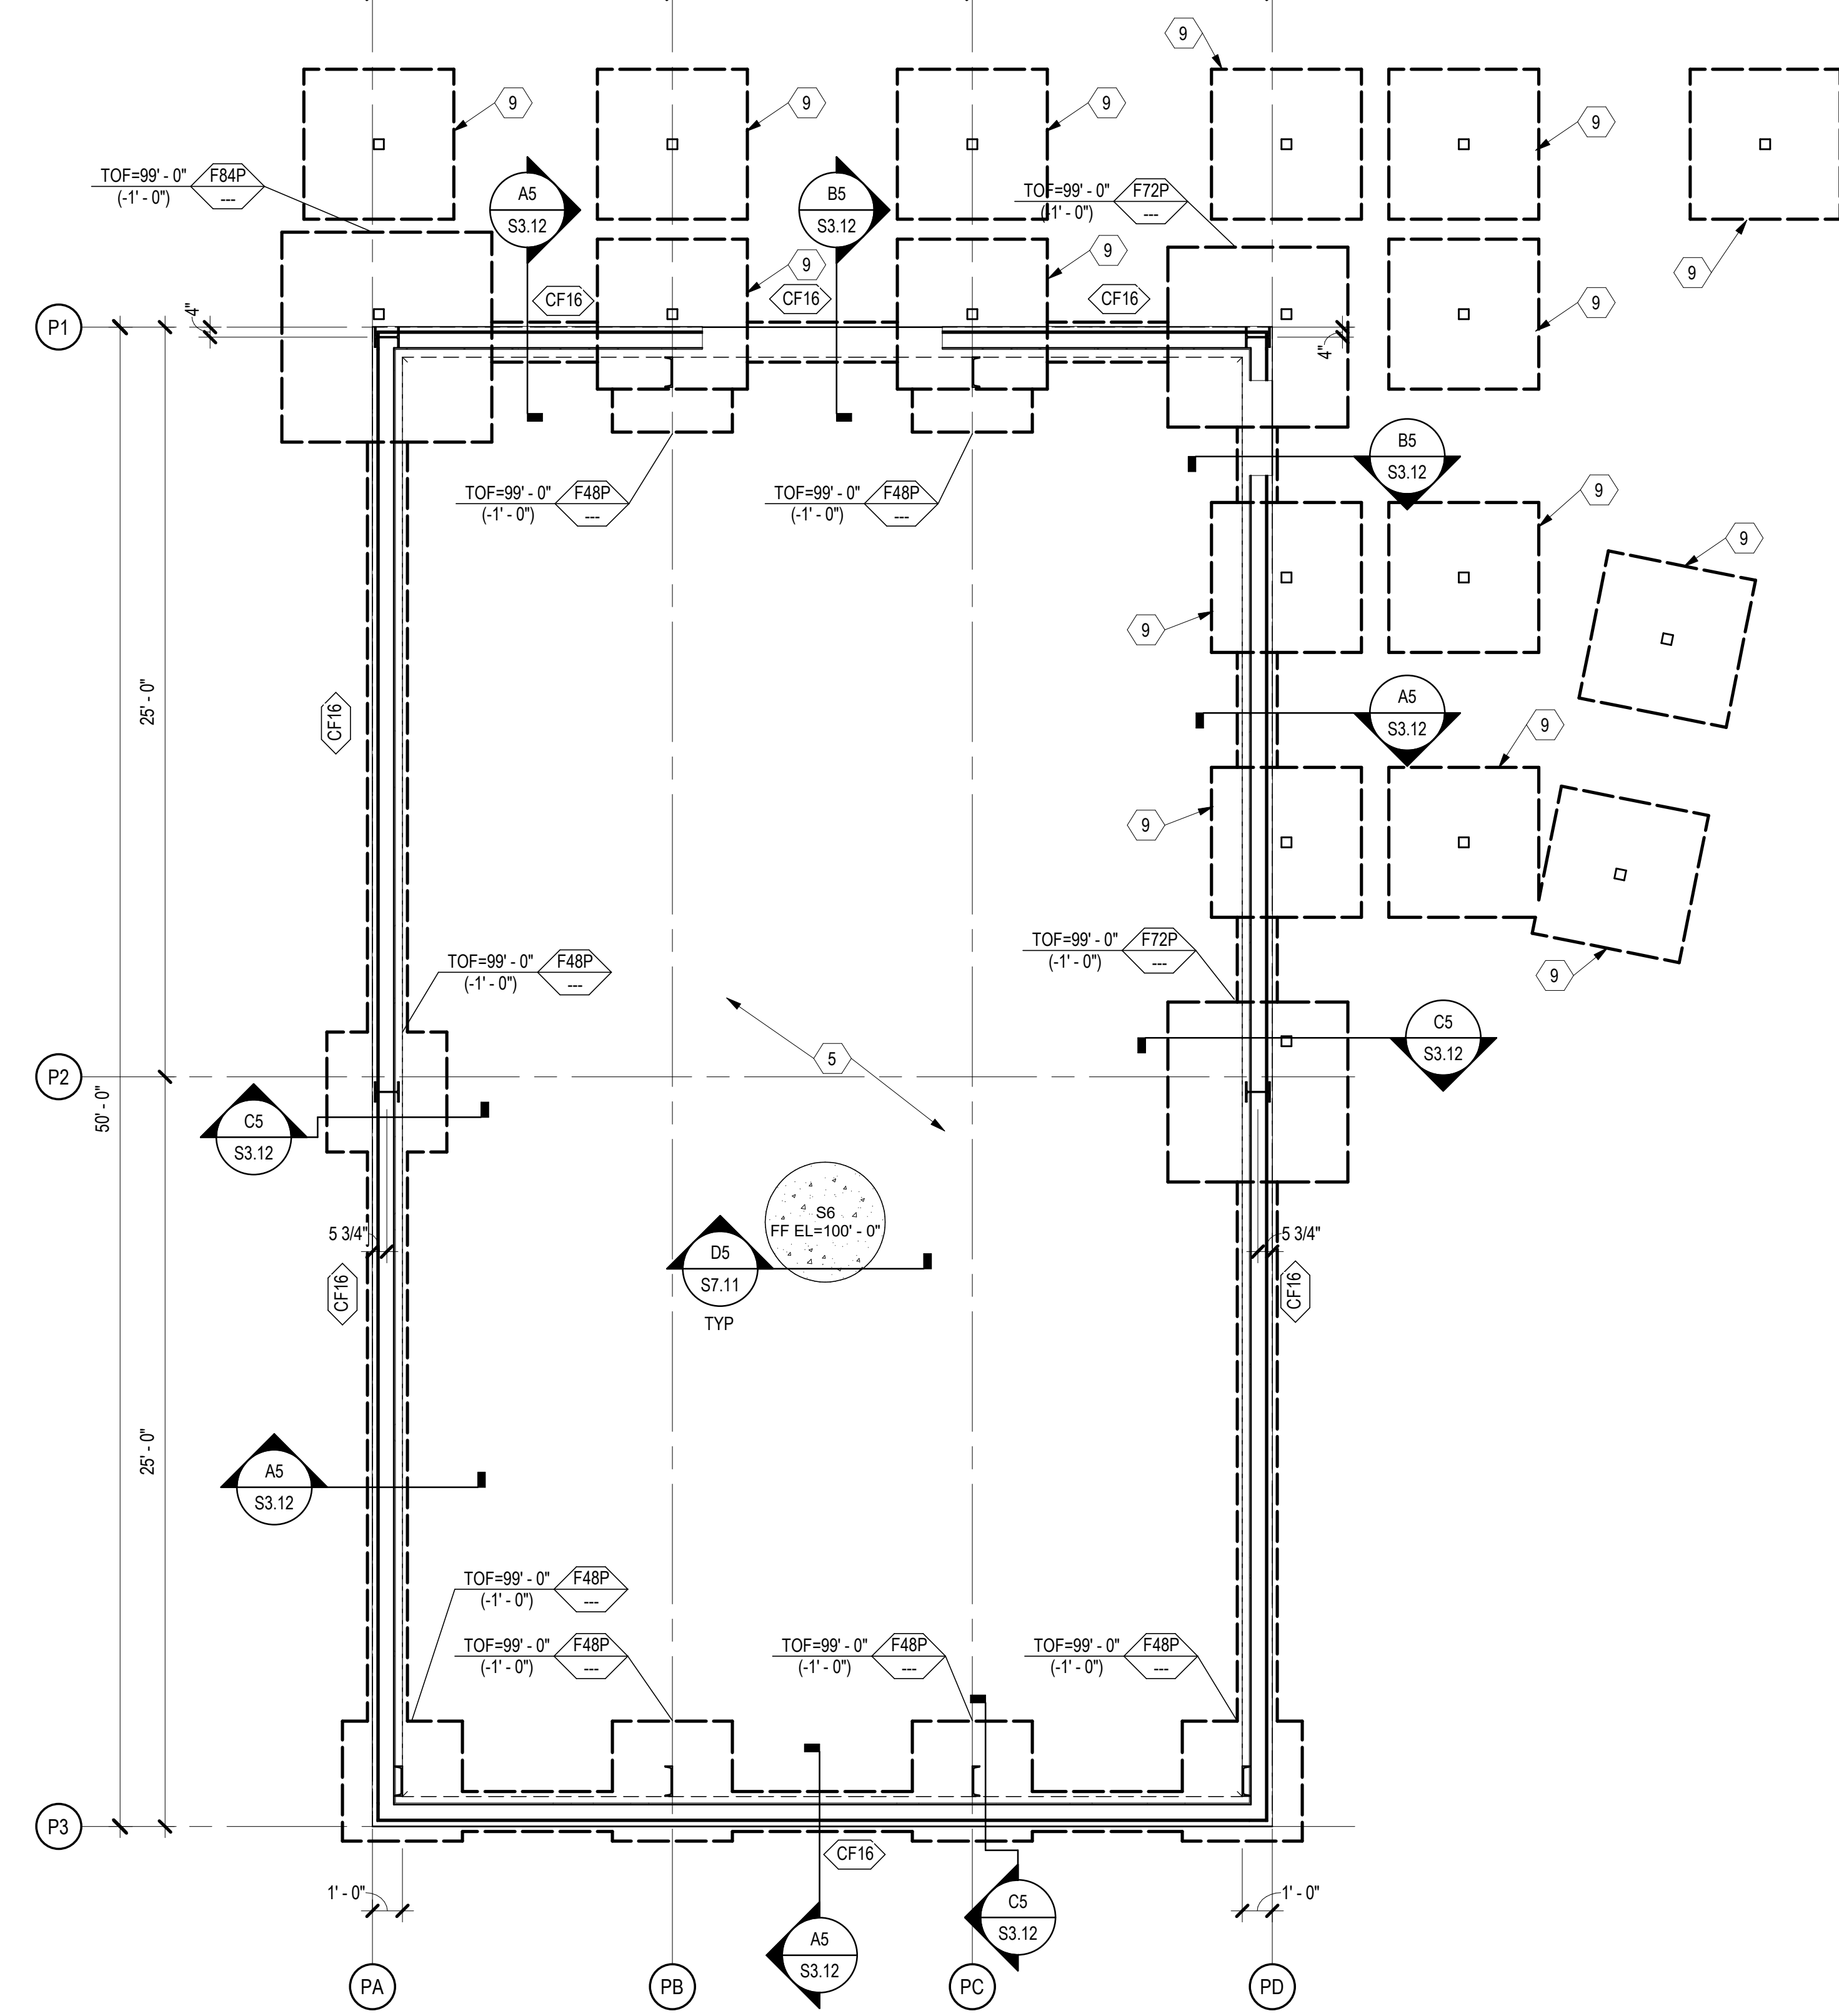 9
9
9
9
9
TOF=99' - 0"
(-1' - 0")
F84P
---
A5
S3.12
B5
S3.12
TOF=99' - 0"
(-1' - 0")
F72P
---
9
9
9
9
CF16
CF16
CF16
P1
4"
4"
B5
S3.12
TOF=99' - 0"
(-1' - 0")
F48P
---
TOF=99' - 0"
(-1' - 0")
F48P
---
9
9
9
25' - 0"
CF16
A5
S3.12
9
9
TOF=99' - 0"
(-1' - 0")
F48P
---
TOF=99' - 0"
(-1' - 0")
F72P
---
9
5
C5
S3.12
P2
50' - 0"
C5
S3.12
5 3/4"
CF16
S6
FF EL=100' - 0"
D5
S7.11
TYP
5 3/4"
CF16
25' - 0"
A5
S3.12
TOF=99' - 0"
(-1' - 0")
F48P
---
TOF=99' - 0"
(-1' - 0")
F48P
---
TOF=99' - 0"
(-1' - 0")
F48P
---
TOF=99' - 0"
(-1' - 0")
F48P
---
P3
CF16
1' - 0"
1' - 0"
C5
S3.12
A5
S3.12
PA
PB
PC
PD